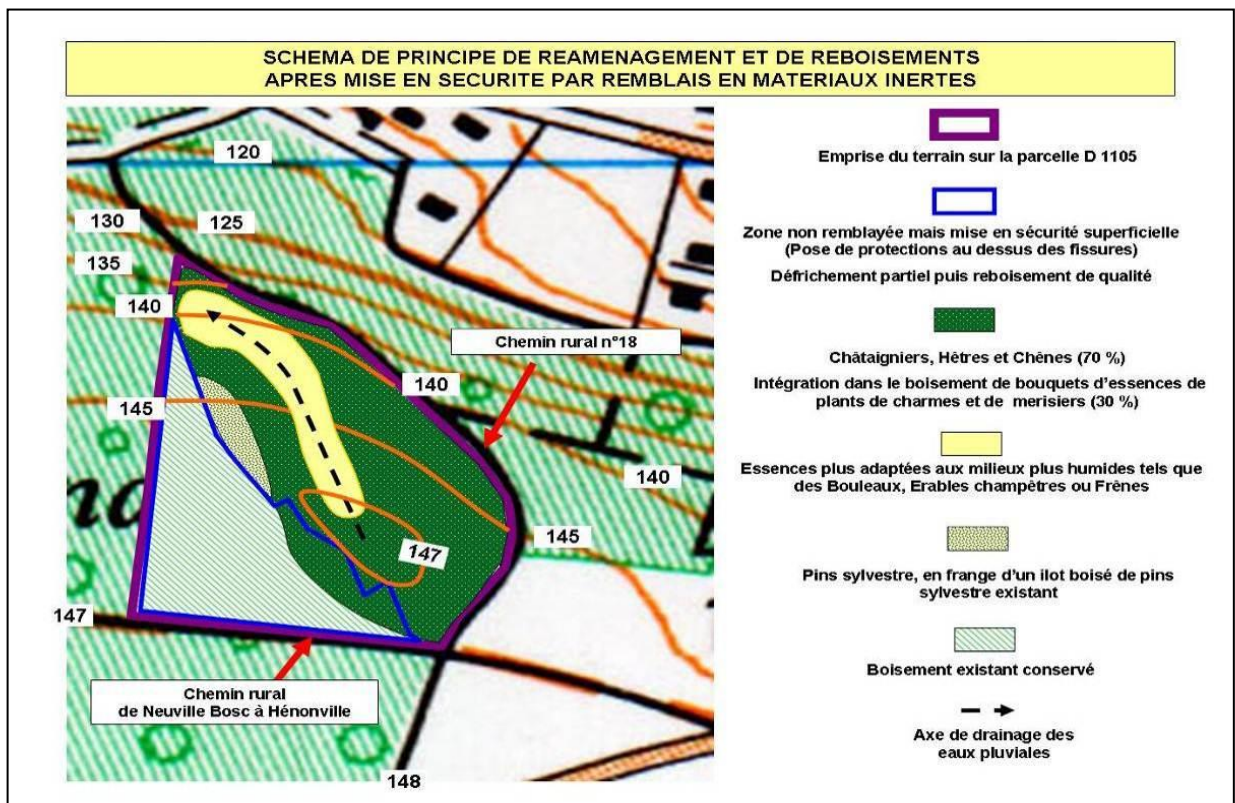 SCHEMA DE PRINCIPE DE REAMENAGEMENT ET DE REBOISEMENTS
APRES MISE EN SECURITE PAR REMBLAIS EN MATERIAUX INERTES
120
130
125
135
140
Chemin rural n°18
140
145
140
147
145
147
Chemin rural
de Neuville Bosc à Hénonville
148
Emprise du terrain sur la parcelle D 1105
Zone non remblayée mais mise en sécurité superficielle
(Pose de protections au dessus des fissures)
Défrichement partiel puis reboisement de qualité
Châtaigniers, Hêtres et Chênes (70 %)
Intégration dans le boisement de bouquets d'essences de
plants de charmes et de merisiers (30 %)
Essences plus adaptées aux milieux plus humides tels que
des Bouleaux, Erables champêtres ou Frênes
Pins sylvestre, en frange d'un ilot boisé de pins
sylvestre existant
Boisement existant conservé
Axe de drainage des
eaux pluviales